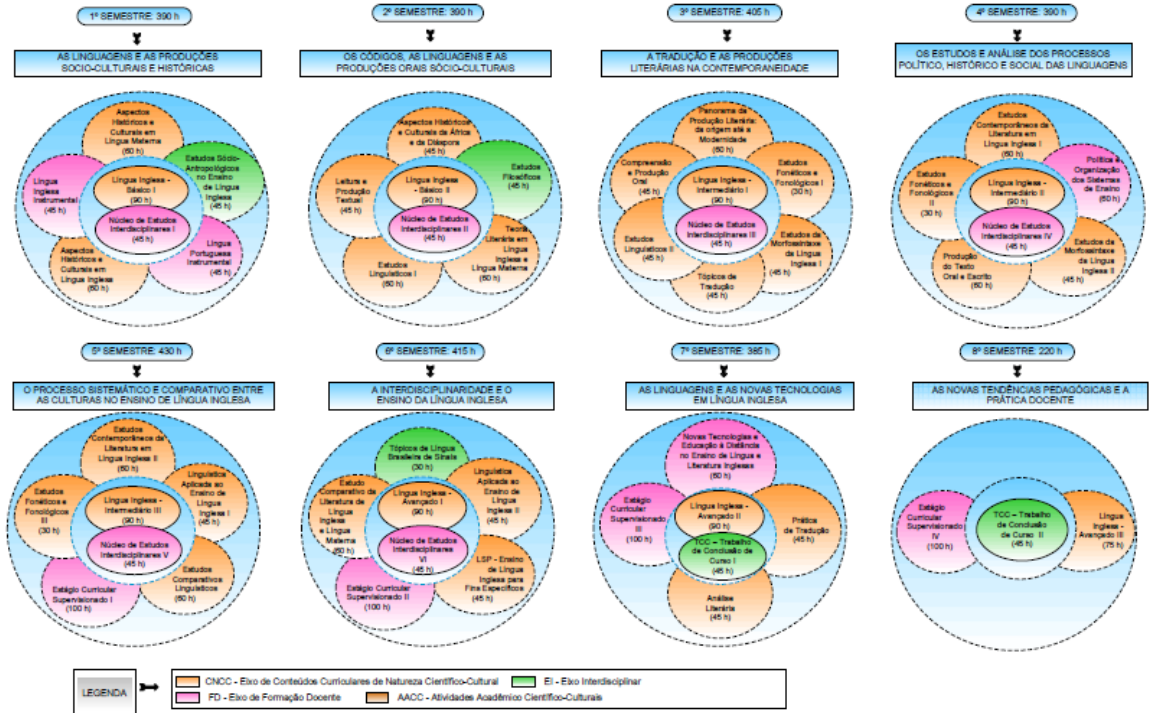 1º SEMESTRE: 390 h
AS LINGUAGENS E AS PRODUÇÕES
SOCIO-CULTURAIS E HISTÓRICAS
Aspectos
Históricos e
Culturais em
Língua Materna
(60 h)
Língua
Inglesa
Instrumental
(45 h)
Estudos Sócio-
Antropológicos
no Ensino
de Língua
Inglesa
(45 h)
Língua Inglesa -
Básico I
(90 h)
Núcleo de Estudos
Interdisciplinares I
(45 h)
Aspectos
Históricos e
Culturais em
Língua Inglesa
(60 h)
Língua
Portuguesa
Instrumental
(45 h)
2º SEMESTRE: 390 h
OS CÓDIGOS, AS LINGUAGENS E AS
PRODUÇÕES ORAIS SÓCIO-CULTURAIS
Aspectos Históricos
e Culturais da África
e da Diáspora
(45 h)
Leitura e
Produção
Textual
(45 h)
Estudos
Filosóficos
(45 h)
Língua Inglesa
- Básico II
(90 h)
Núcleo de Estudos
Interdisciplinares II
(45 h)
Estudos
Linguísticos I
(60 h)
Teoria
Literária em
Língua
Inglesa e
Língua Materna
(60 h)
3º SEMESTRE: 405 h
A TRADUÇÃO E AS PRODUÇÕES
LITERÁRIAS NA CONTEMPORANEIDADE
Panorama da
Produção Literária:
da origem até a
Modernidade
(60 h)
Compreensão
e Produção
Oral
(45 h)
Estudos
Fonéticos e
Fonológicos I
(30 h)
Língua Inglesa -
Intermediário I
(90 h)
Núcleo de Estudos
Interdisciplinares III
(45 h)
Estudos
Linguísticos II
(45 h)
Tópicos de
Tradução
(45 h)
Estudos da
Morfossintaxe
da Língua
Inglesa I
(45 h)
4º SEMESTRE: 390 h
OS ESTUDOS E ANÁLISE DOS PROCESSOS
POLÍTICO, HISTÓRICO E SOCIAL DAS LINGUAGENS
Estudos
Contemporâneos da
Literatura em
Língua Inglesa I
(60 h)
Estudos
Fonéticos e
Fonológicos
II
(30 h)
Política e
Organização
dos Sistemas
de Ensino
(60 h)
Língua Inglesa -
Intermediário II
(90 h)
Núcleo de Estudos
Interdisciplinares IV
(45 h)
Produção
do Texto
Oral e Escrito
(60 h)
Estudos da
Morfossintaxe
da Língua
Inglesa II
(45 h)
5º SEMESTRE: 430 h
O PROCESSO SISTEMÁTICO E COMPARATIVO ENTRE
AS CULTURAS NO ENSINO DE LÍNGUA INGLESA
Estudos
Contemporâneos da
Literatura em
Língua Inglesa II
(60 h)
Estudos
Fonéticos e
Fonológicos
III
(30 h)
Linguística
Aplicada ao
Ensino de
Língua
Inglesa I
(45 h)
Língua Inglesa -
Intermediário III
(90 h)
Núcleo de Estudos
Interdisciplinares V
(45 h)
Estágio Curricular
Supervisionado I
(100 h)
Estudos
Comparativos
Linguísticos
(60 h)
6º SEMESTRE: 415 h
A INTERDISCIPLINARIDADE E O
ENSINO DA LÍNGUA INGLESA
Tópicos de Língua
Brasileira de Sinais
(30 h)
Estudo
Comparativo da
Literatura de
Língua
Inglesa
e Língua
Materna
(60 h)
Linguística
Aplicada ao
Ensino de
Língua
Inglesa II
(45 h)
Língua Inglesa -
Avançado I
(90 h)
Núcleo de Estudos
Interdisciplinares
VI
(45 h)
Estágio Curricular
Supervisionado II
(100 h)
LSP - Ensino
de Língua
Inglesa para
Fins Específicos
(45 h)
7º SEMESTRE: 385 h
AS LINGUAGENS E AS NOVAS TECNOLOGIAS
EM LÍNGUA INGLESA
Novas Tecnologias e
Educação à Distância
no Ensino de Língua e
Literatura Inglesas
(60 h)
Estágio
Curricular
Supervisionado
III
(100 h)
Língua Inglesa -
Avançado II
(90 h)
TCC – Trabalho de
Conclusão de
Curso I
(45 h)
Prática
de Tradução
(45 h)
Análise
Literária
(45 h)
8º SEMESTRE: 220 h
AS NOVAS TENDÊNCIAS PEDAGÓGICAS E A
PRÁTICA DOCENTE
Estágio
Curricular
Supervisionado
IV
(100 h)
TCC – Trabalho de
Conclusão de
Curso II
(45 h)
Língua
Inglesa -
Avançado III
(75 h)
LEGENDA
CNCC - Eixo de Conteúdos Curriculares de Natureza Científico-Cultural
EI - Eixo Interdisciplinar
FD - Eixo de Formação Docente
AACC - Atividades Acadêmico Científico-Culturais